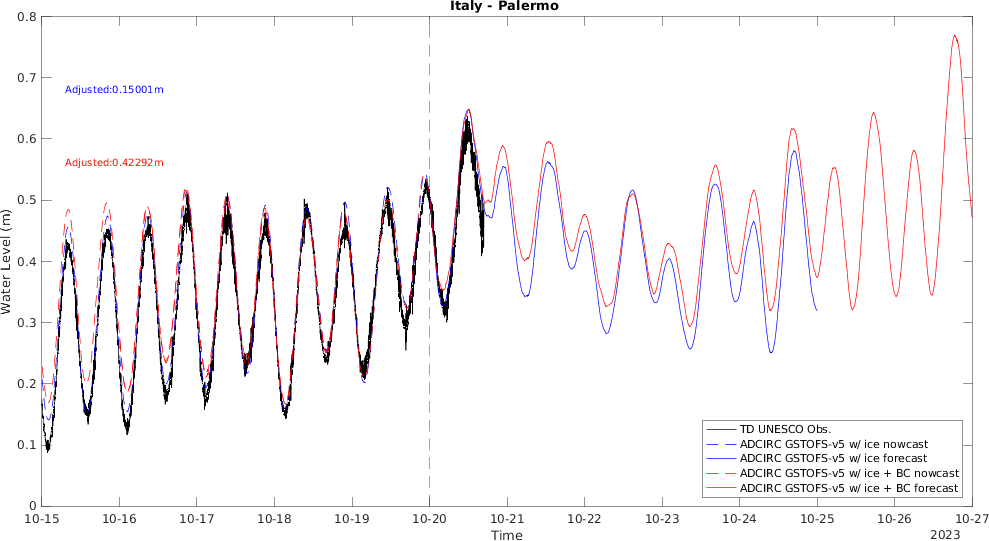 Italy - Palermo
0.8
0.7
0.6
0.5
0.4
0.3
0.2
0.1
0
Water Level (m)
Adjusted:0.15001m
Adjusted:0.42292m
TD UNESCO Obs.
ADCIRC GSTOFS-v5 w/ ice nowcast
ADCIRC GSTOFS-v5 w/ ice forecast
ADCIRC GSTOFS-v5 w/ ice + BC nowcast
ADCIRC GSTOFS-v5 w/ ice + BC forecast
10-15 10-16 10-17 10-18 10-19 10-20 10-21 10-22 10-23 10-24 10-25 10-26 10-27
Time
2023